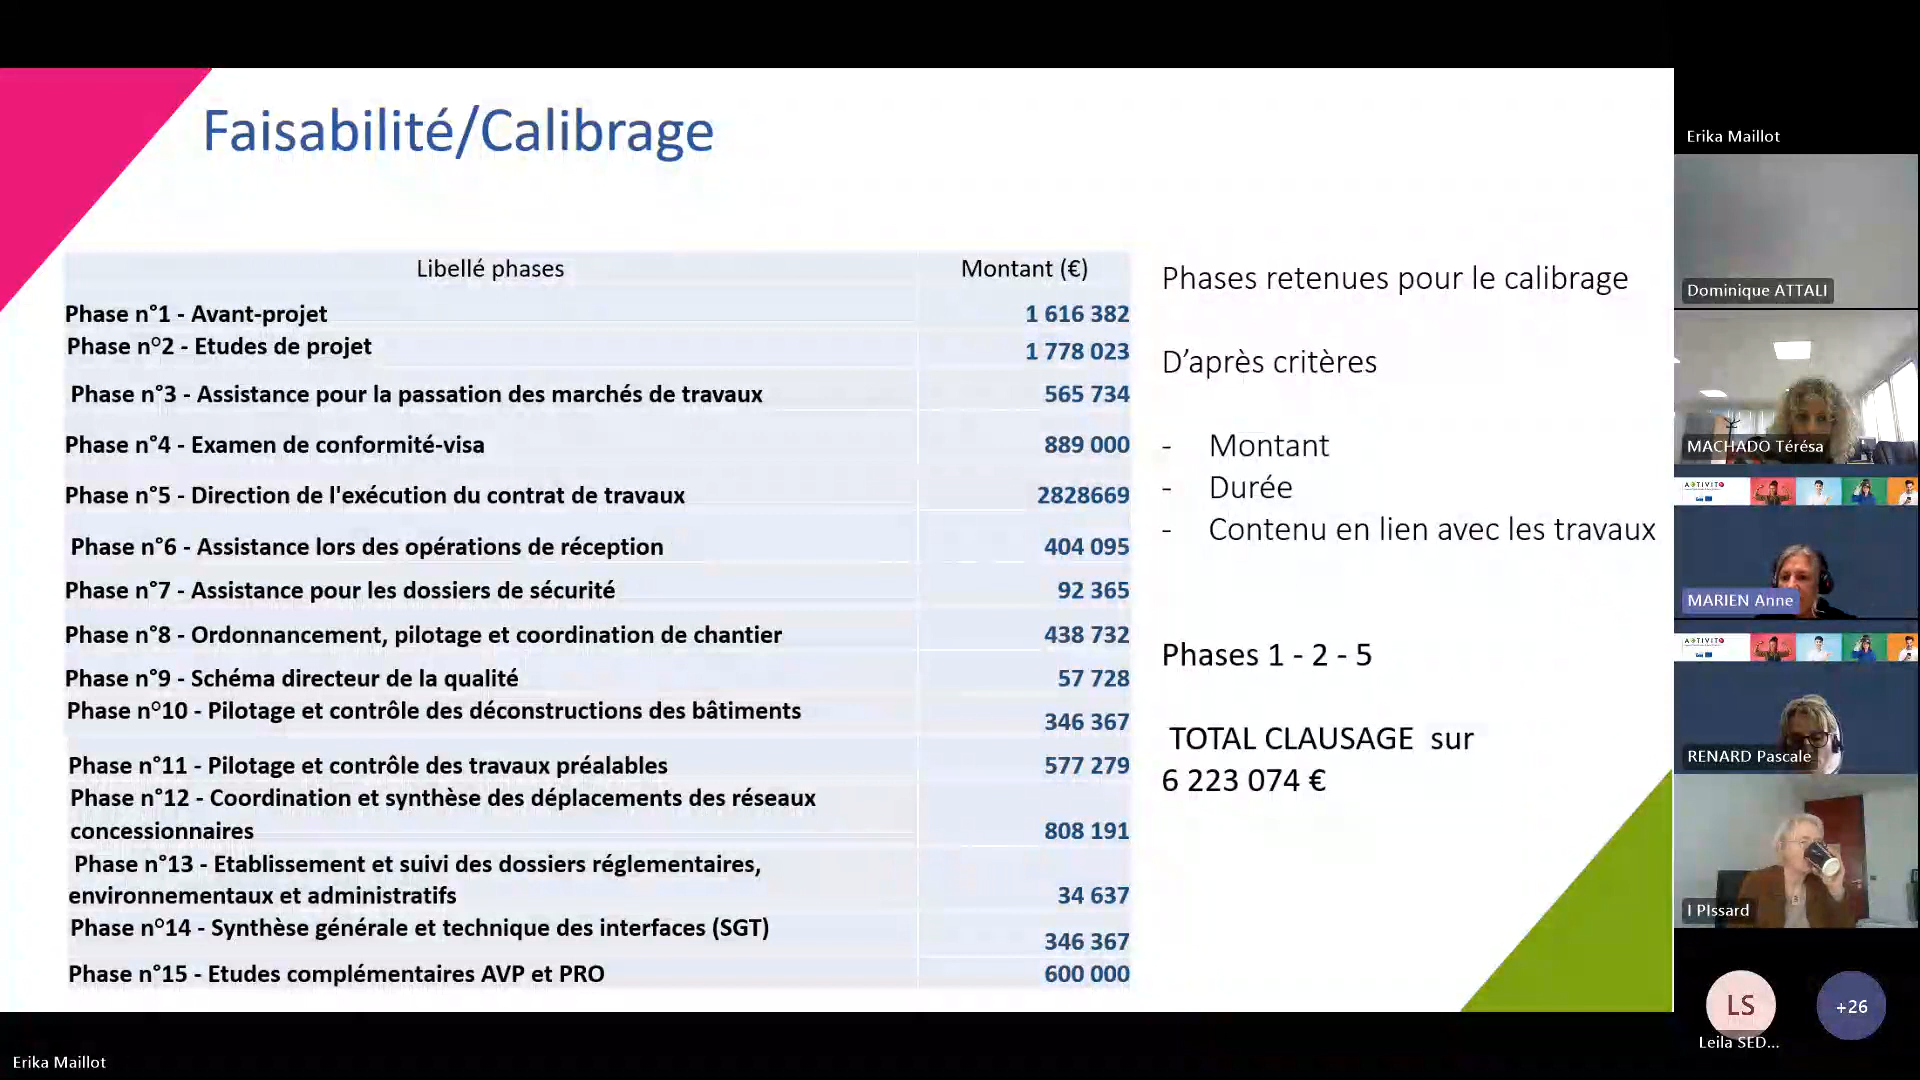 Faisabilité/Calibrage
Libellé phases Montant (€)
Phase n°1 - Avant-projet 1 616 382
Phase n°2 - Etudes de projet 1 778 023
Phase n°3 - Assistance pour la passation des marchés de travaux 565 734
Phase n°4 - Examen de conformité-visa 889 000
Phase n°5 - Direction de l'exécution du contrat de travaux 2828669
Phase n°6 - Assistance lors des opérations de réception 404 095
Phase n°7 - Assistance pour les dossiers de sécurité 92 365
Phase n°8 - Ordonnancement, pilotage et coordination de chantier 438 732
Phase n°9 - Schéma directeur de la qualité 57 728
Phase n°10 - Pilotage et contrôle des déconstructions des bâtiments 346 367
Phase n°11 - Pilotage et contrôle des travaux préalables 577 279
Phase n°12 - Coordination et synthèse des déplacements des réseaux
concessionnaires 808 191
Phase n°13 - Etablissement et suivi des dossiers réglementaires,
environnementaux et administratifs 34 637
Phase n°14 - Synthèse générale et technique des interfaces (SGT) 346 367
Phase n°15 - Etudes complémentaires AVP et PRO 600 000
Phases retenues pour le calibrage
D’après critères
- Montant
- Durée
- Contenu en lien avec les travaux
Phases 1 - 2 - 5
TOTAL CLAUSAGE sur
6 223 074 €
Erika Maillot
Dominique ATTALI
MACHADO Térésa
ACTIVITY
MARIEN Anne
ACTIVITY
RENARD Pascale
I PIssard
LS
+26
Leila SED...
Erika Maillot